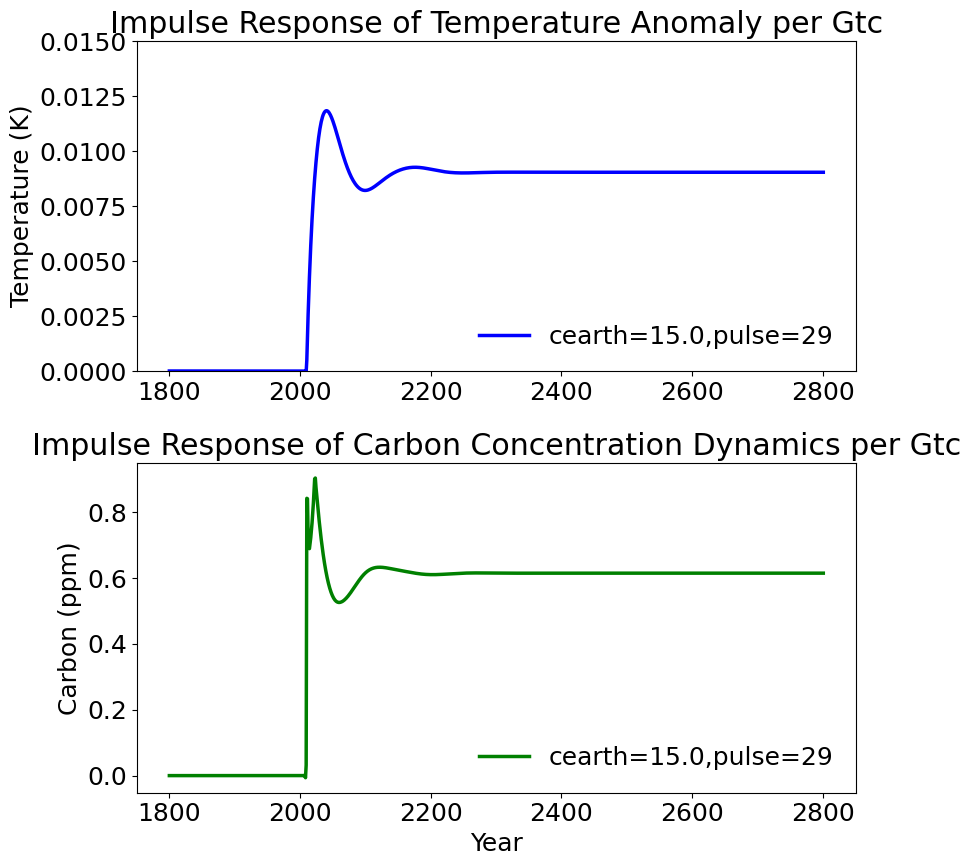 Impulse Response of Temperature Anomaly per Gtc
0.0150
0.0125
0.0100
0.0075
0.0050
0.0025
0.0000
Temperature (K)
cearth=15.0,pulse=29
1800 2000 2200 2400 2600 2800
Impulse Response of Carbon Concentration Dynamics per Gtc
0.8
0.6
0.4
0.2
0.0
Carbon (ppm)
cearth=15.0,pulse=29
1800 2000 2200 2400 2600 2800
Year